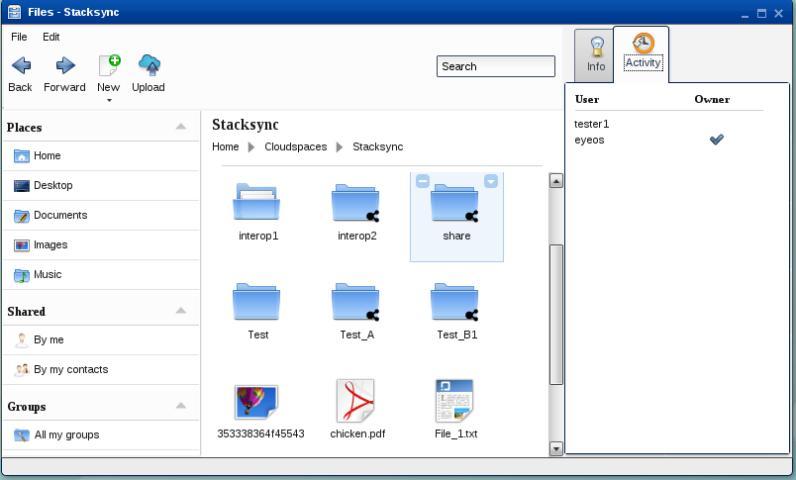 Files - Stacksync
File Edit
Back Forward New Upload
Search
Info
Activity
Places
Home
Desktop
Documents
Images
Music
Shared
By me
By my contacts
Groups
All my groups
Stacksync
Home Cloudspaces Stacksync
interop1 interop2 share
Test Test_A Test_B1
353338364f45543 chicken.pdf File_1.txt
User Owner
tester1
eyeos